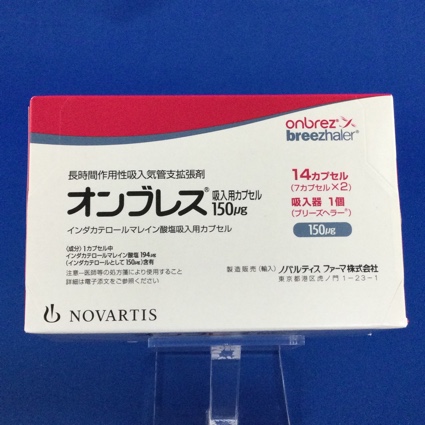 onbrez®
breezhaler®
長時間作用性吸入気管支拡張剤
オンブレス® 吸入用カプセル 150μg
インダカテロールマレイン酸塩吸入用カプセル
14カプセル
(7カプセル×2)
吸入器 1個
(ブリーズヘラー®)
150μg
〈成分〉1カプセル中
インダカテロールマレイン酸塩 194μg
(インダカテロールとして 150μg)含有
注意―医師等の処方箋により使用すること
詳細は電子添文をご参照ください
製造販売(輸入) ノバルティス ファーマ株式会社
東京都港区虎ノ門1-23-1
NOVARTIS